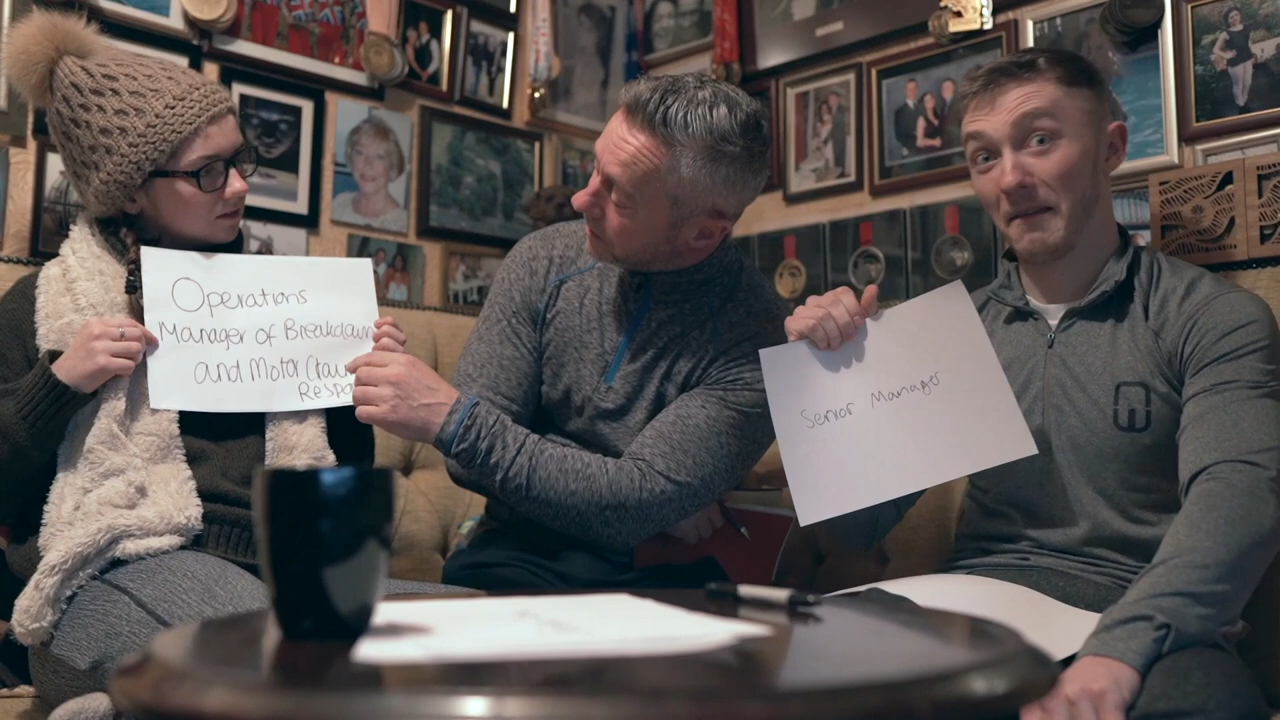 Operations
Manager of Breakdown
and Motor
Senior Manager